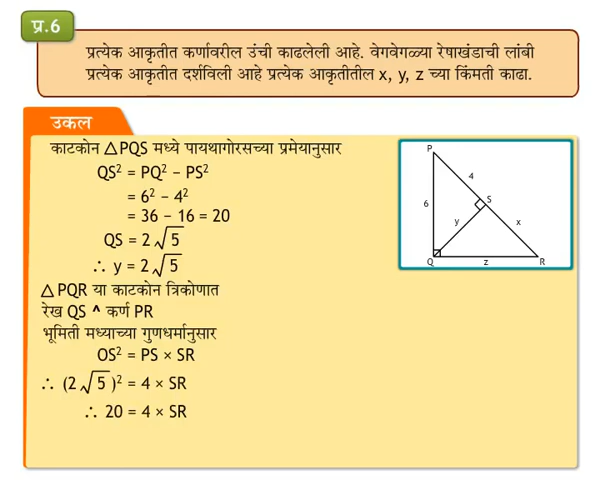 प्र.6
प्रत्येक आकृतीत कर्णावरील उंची काढलेली आहे. वेगवेगळ्या रेषाखंडाची लांबी
प्रत्येक आकृतीत दर्शविली आहे प्रत्येक आकृतीतील x, y, z च्या किंमती काढा.
उकल
काटकोन △PQS मध्ये पायथागोरसच्या प्रमेयानुसार
QS² = PQ² – PS²
= 6² – 4²
= 36 – 16 = 20
QS = 2√5
∴ y = 2√5
△PQR या काटकोन त्रिकोणात
रेख QS ^ कर्ण PR
भूमिती मध्याच्या गुणधर्मानुसार
OS² = PS × SR
∴ (2√5)² = 4 × SR
∴ 20 = 4 × SR
P
4
6
S
y
x
Q
z
R